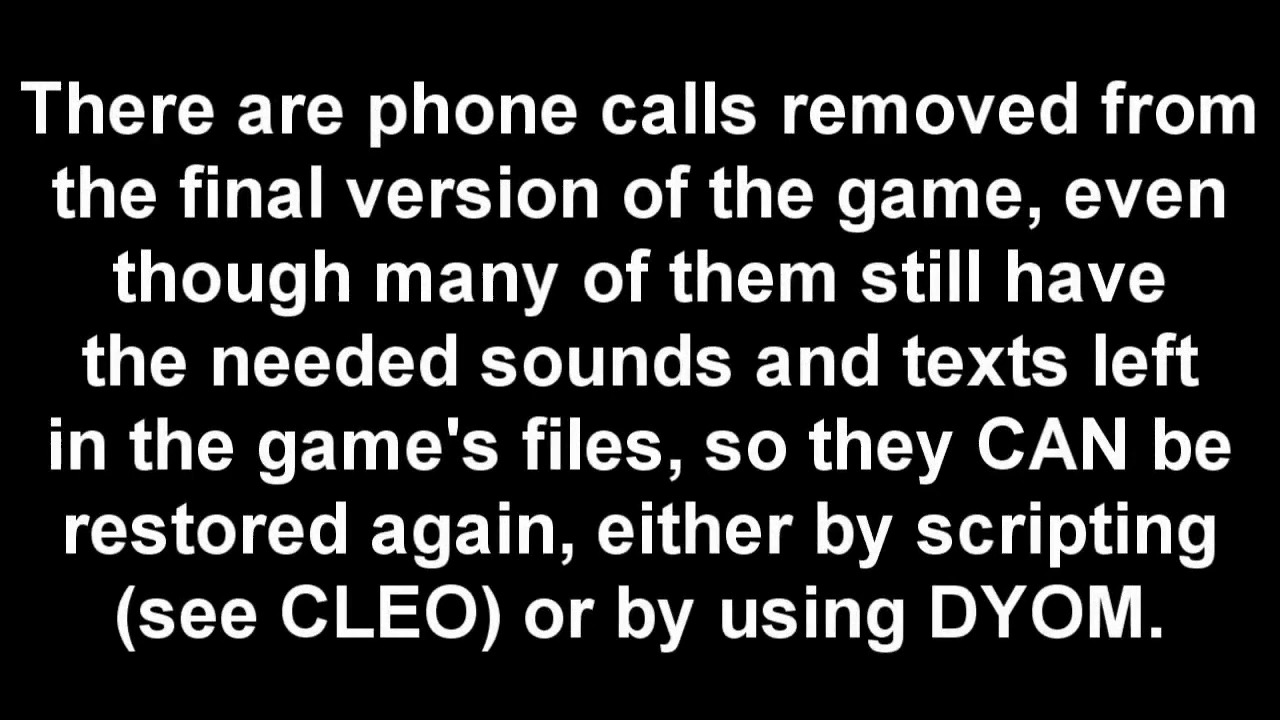 There are phone calls removed from
the final version of the game, even
though many of them still have
the needed sounds and texts left
in the game's files, so they CAN be
restored again, either by scripting
(see CLEO) or by using DYOM.